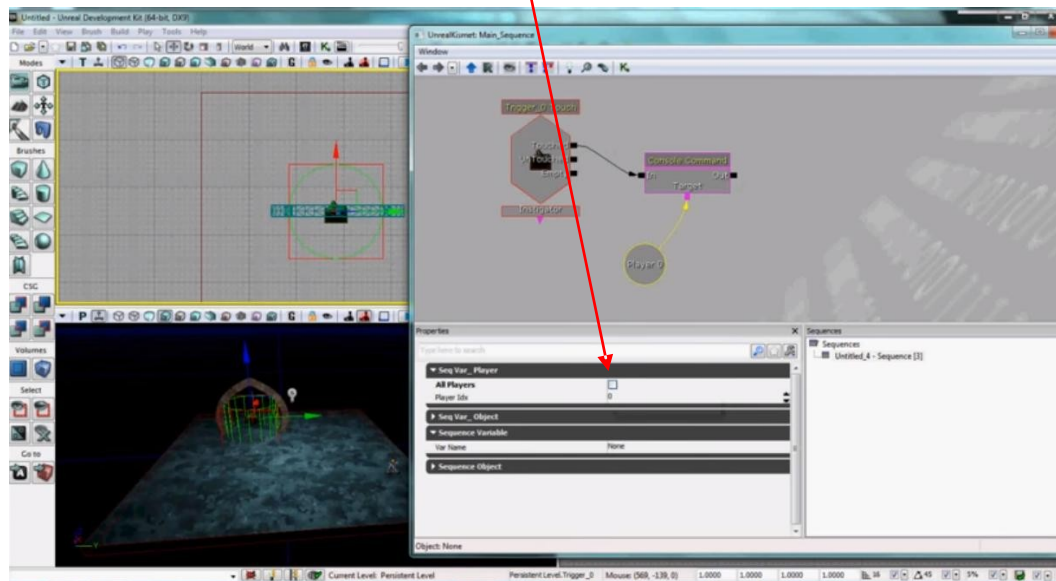 Untitled - Unreal Development Kit (64-bit, DX9)
File Edit View Brush Build Play Tools Help
World
Modes
G
Brushes
CSG
Volumes
Select
Go to
P
G
UnrealKismet: Main_Sequence
Window
Trigger_0 Touch
Touched
UnTouched
Empty
Instigator
Console Command
In Out
Target
Player 0
Properties
Type here to search
Seq Var_ Player
All Players
Player Idx 0
Seq Var_ Object
Sequence Variable
Var Name None
Sequence Object
Sequences
Sequences
Untitled_4 - Sequence [3]
Object: None
Current Level: Persistent Level
Persistent Level.Trigger_0
Mouse: (569, -139, 0)
1.0000 1.0000 1.0000 1.0000 16 45 5%